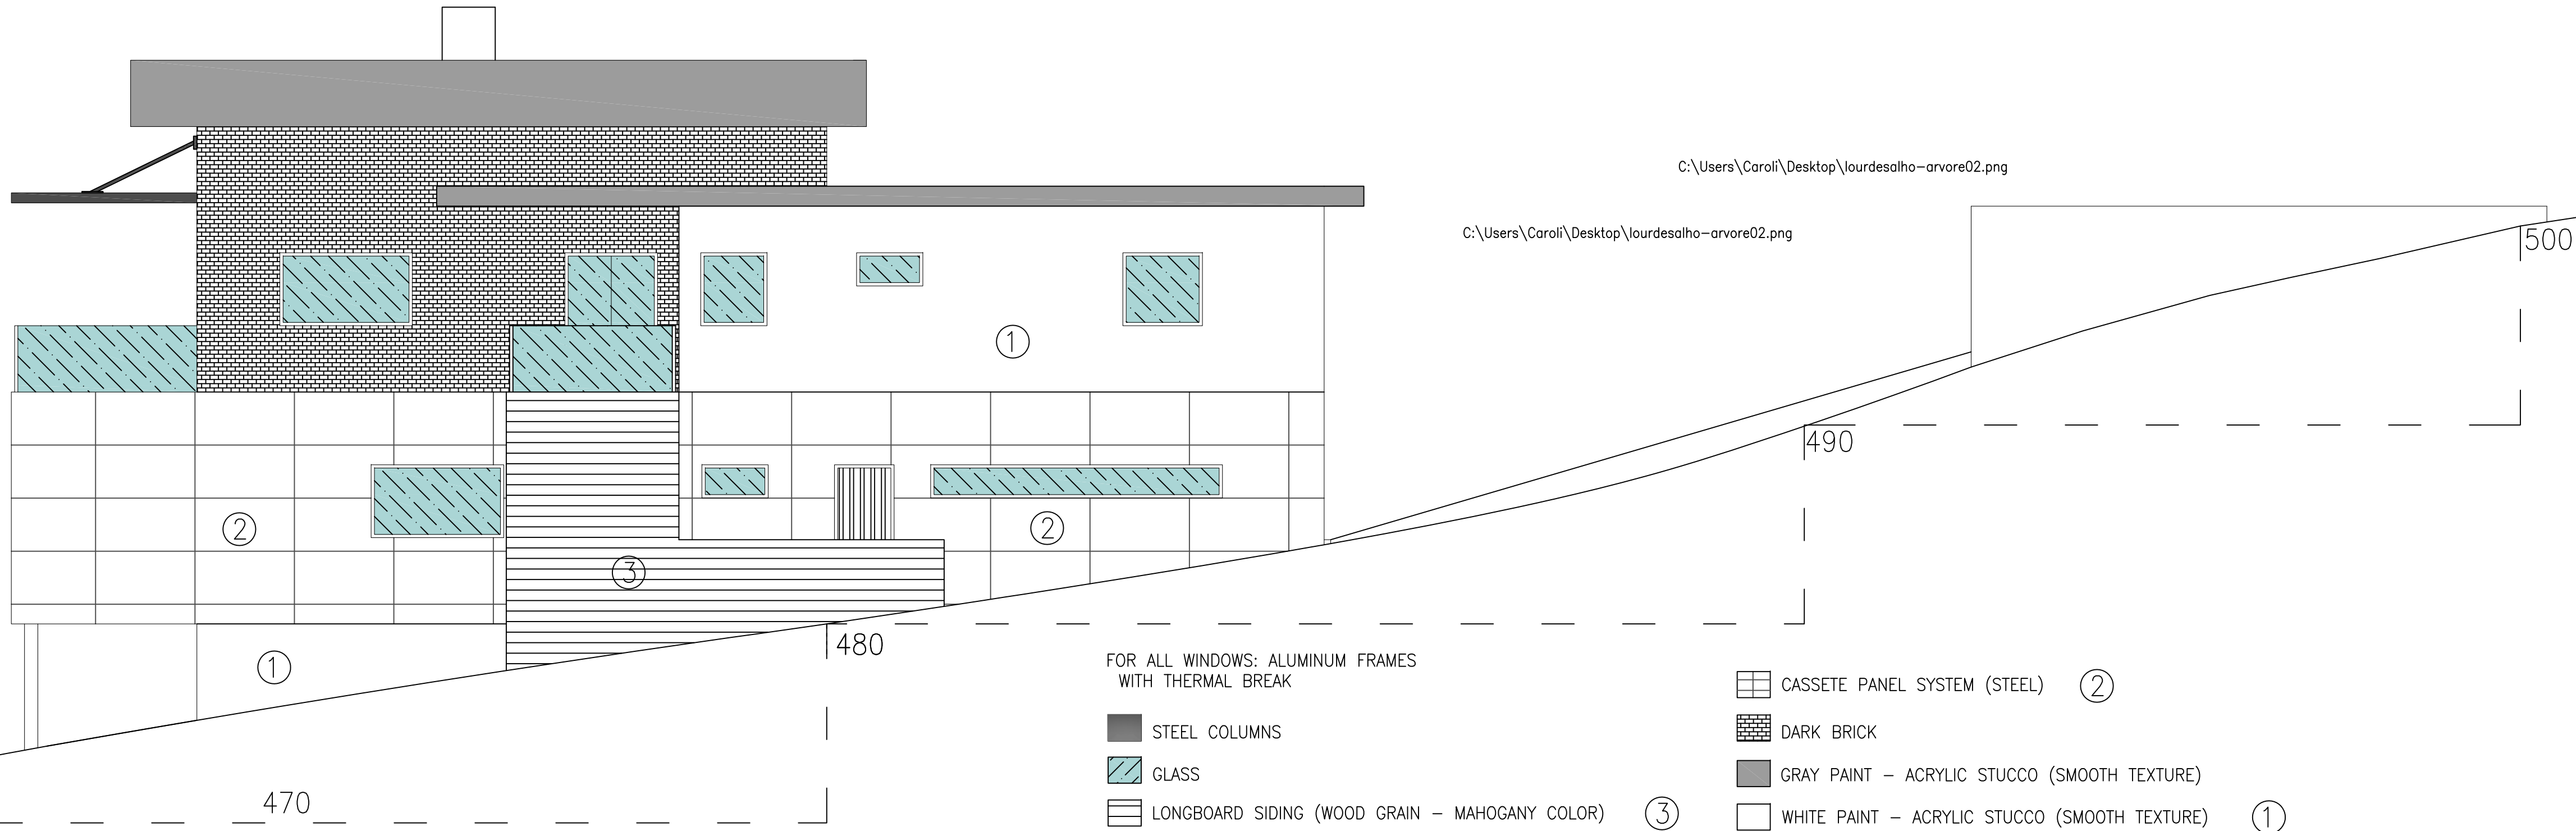 C:\Users\Caroli\Desktop\lourdesalho-arvore02.png
C:\Users\Caroli\Desktop\lourdesalho-arvore02.png
500
1
490
2
2
3
480
1
470
FOR ALL WINDOWS: ALUMINUM FRAMES
WITH THERMAL BREAK
STEEL COLUMNS
GLASS
LONGBOARD SIDING (WOOD GRAIN - MAHOGANY COLOR) 3
CASSETE PANEL SYSTEM (STEEL) 2
DARK BRICK
GRAY PAINT - ACRYLIC STUCCO (SMOOTH TEXTURE)
WHITE PAINT - ACRYLIC STUCCO (SMOOTH TEXTURE) 1